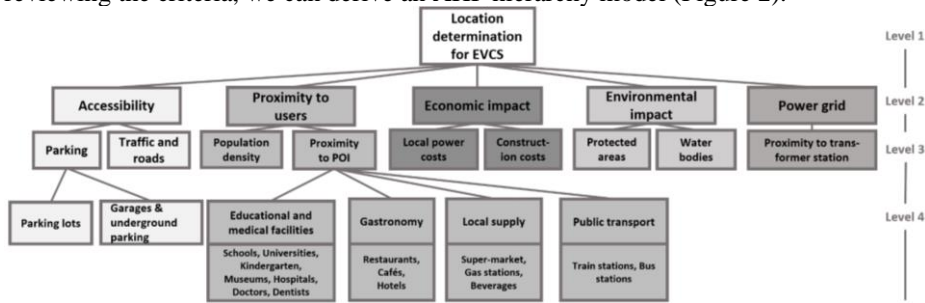 reviewing the criteria, we can derive an AHP hierarchy model (Figure 2).
Location
determination
for EVCS
Level 1
Accessibility
Proximity to
users
Economic impact
Environmental
impact
Power grid
Level 2
Parking
Traffic and
roads
Population
density
Proximity
to POI
Local power
costs
Construct-
ion costs
Protected
areas
Water
bodies
Proximity to trans-
former station
Level 3
Parking lots
Garages &
underground
parking
Educational and
medical facilities
Schools, Universities,
Kindergarten,
Museums, Hospitals,
Doctors, Dentists
Gastronomy
Restaurants,
Cafés,
Hotels
Local supply
Super-market,
Gas stations,
Beverages
Public transport
Train stations, Bus
stations
Level 4